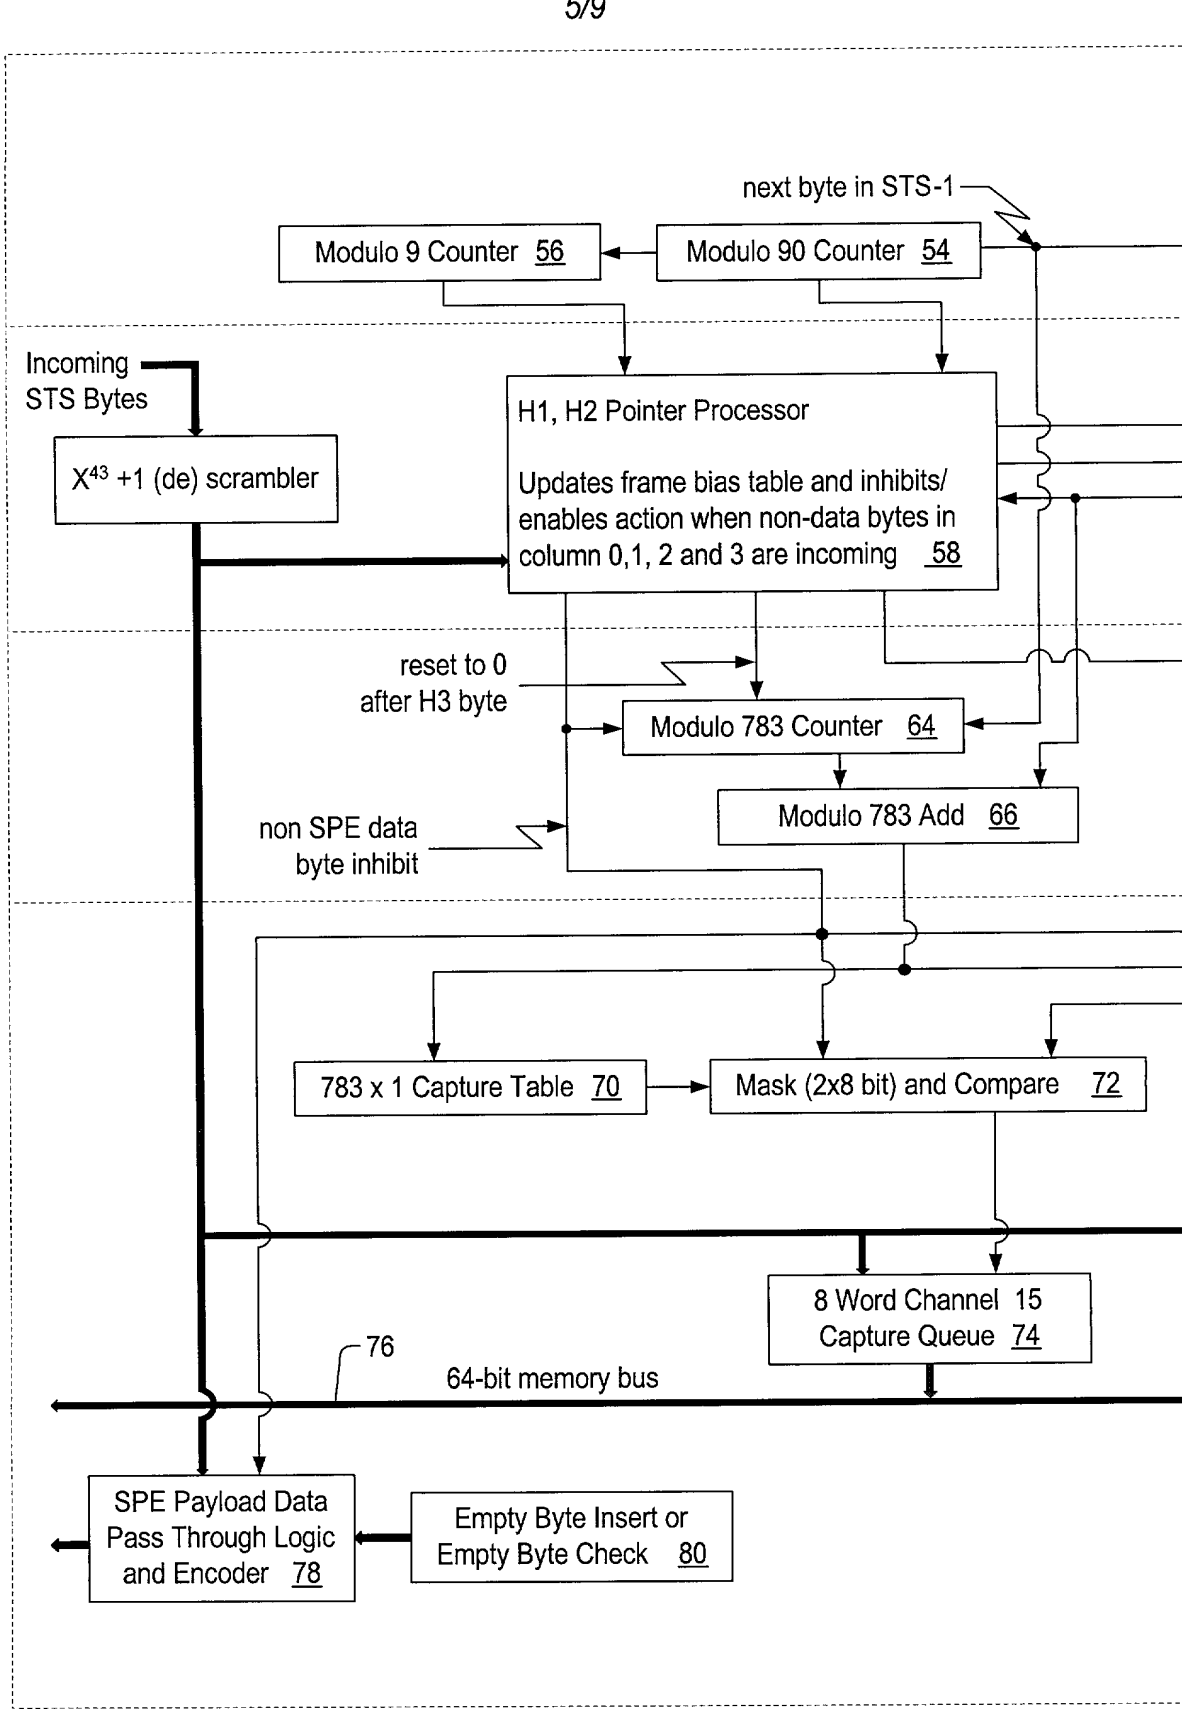 5/9
next byte in STS-1
Modulo 9 Counter 56
Modulo 90 Counter 54
Incoming
STS Bytes
X⁴³ +1 (de) scrambler
H1, H2 Pointer Processor
Updates frame bias table and inhibits/
enables action when non-data bytes in
column 0,1, 2 and 3 are incoming 58
reset to 0
after H3 byte
Modulo 783 Counter 64
Modulo 783 Add 66
non SPE data
byte inhibit
783 x 1 Capture Table 70
Mask (2x8 bit) and Compare 72
8 Word Channel 15
Capture Queue 74
76
64-bit memory bus
SPE Payload Data
Pass Through Logic
and Encoder 78
Empty Byte Insert or
Empty Byte Check 80